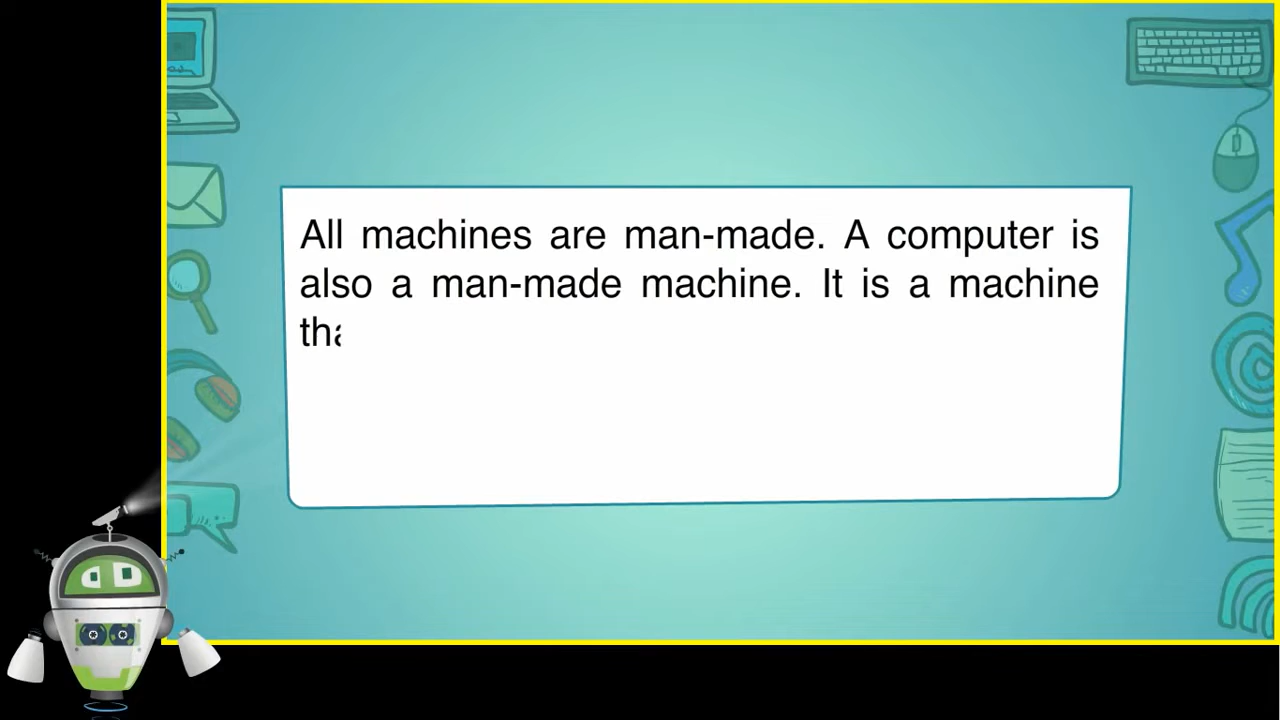 All machines are man-made. A computer is
also a man-made machine. It is a machine